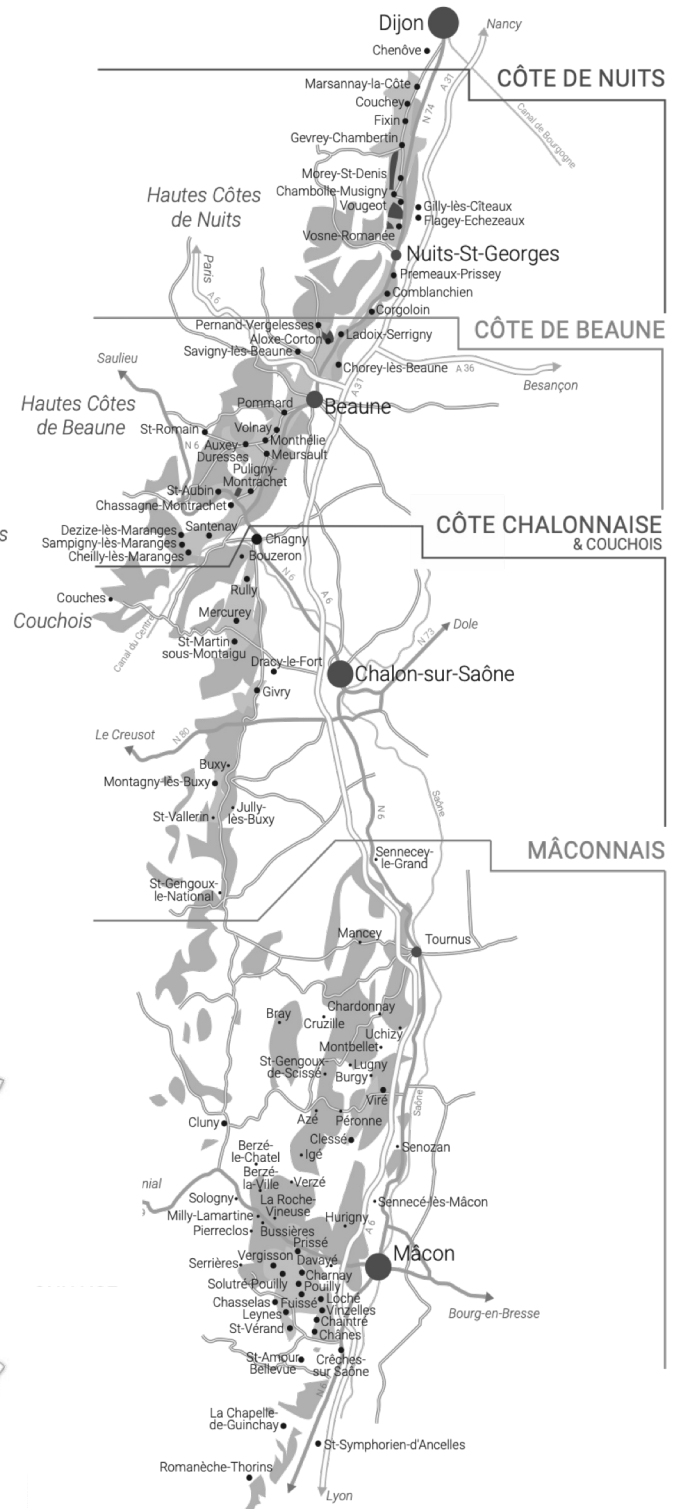 Dijon
Nancy
Chenôve
CÔTE DE NUITS
Marsannay-la-Côte
A 31
Couchey
N 74
Fixin
Canal de Bourgogne
Gevrey-Chambertin
Morey-St-Denis
Chambolle-Musigny
Hautes Côtes
de Nuits
Vougeot
Gilly-lès-Cîteaux
Flagey-Echezeaux
Vosne-Romanée
Nuits-St-Georges
Paris
Premeaux-Prissey
A 6
Comblanchien
Corgoloin
Pernand-Vergelesses
CÔTE DE BEAUNE
Aloxe-Corton
Ladoix-Serrigny
Savigny-lès-Beaune
Saulieu
Chorey-lès-Beaune
A 36
Besançon
A 31
Hautes Côtes
de Beaune
Pommard
Beaune
St-Romain
Volnay
N 6
Auxey-
Duresses
Monthélie
Meursault
Puligny-
Montrachet
St-Aubin
Chassagne-Montrachet
CÔTE CHALONNAISE
& COUCHOIS
s
Dezize-lès-Maranges
Santenay
Sampigny-lès-Maranges
Chagny
Cheilly-lès-Maranges
Bouzeron
N 6
Rully
A 6
Couches
Couchois
Canal du Centre
Mercurey
Dole
N 73
St-Martin
sous-Montaigu
Dracy-le-Fort
Chalon-sur-Saône
Givry
Le Creusot
N 80
Buxy
Montagny-lès-Buxy
Saône
St-Vallerin
Jully-
lès-Buxy
N 6
MÂCONNAIS
Sennecey-
le-Grand
St-Gengoux-
le-National
Mancey
Tournus
Chardonnay
Bray
Cruzille
Uchizy
Montbellet
St-Gengoux-
de-Scissé
Lugny
Burgy
Viré
Saône
Azé
Péronne
Cluny
Clessé
Senozan
Berzé-
le-Chatel
Igé
Berzé-
la-Ville
Verzé
nial
Sologny
La Roche-
Vineuse
Sennecé-lès-Mâcon
Milly-Lamartine
Hurigny
Pierreclos
Bussières
A 6
Prissé
Mâcon
Vergisson
Davayé
Serrières
Charnay
Solutré-Pouilly
Pouilly
Chasselas
Fuissé
Loché
Leynes
Vinzelles
Bourg-en-Bresse
Chaintré
St-Vérand
Chânes
St-Amour
Bellevue
Crêches-
sur Saône
N 6
La Chapelle-
de-Guinchay
St-Symphorien-d'Ancelles
Romanèche-Thorins
Lyon